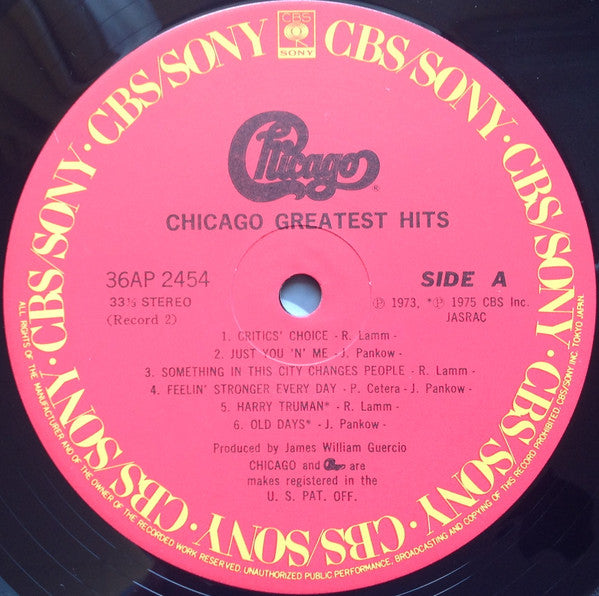 CBS
SONY
CBS/SONY · CBS/SONY · CBS/SONY · CBS/SONY · CBS/SONY · CBS/SONY · CBS/SONY · CBS/SONY
Chicago®
CHICAGO GREATEST HITS
36AP 2454
33⅓ STEREO
(Record 2)
SIDE A
Ⓟ 1973, *Ⓟ 1975 CBS Inc.
JASRAC
1. CRITICS' CHOICE - R. Lamm -
2. JUST YOU 'N' ME - J. Pankow -
3. SOMETHING IN THIS CITY CHANGES PEOPLE - R. Lamm -
4. FEELIN' STRONGER EVERY DAY - P. Cetera - J. Pankow -
5. HARRY TRUMAN* - R. Lamm -
6. OLD DAYS* - J. Pankow -
Produced by James William Guercio
CHICAGO and Chicago are
makes registered in the
U. S. PAT. OFF.
ALL RIGHTS OF THE MANUFACTURER AND OF THE OWNER OF THE RECORDED WORK RESERVED. UNAUTHORIZED PUBLIC PERFORMANCE, BROADCASTING AND COPYING OF THIS RECORD PROHIBITED. CBS/SONY INC. TOKYO JAPAN.